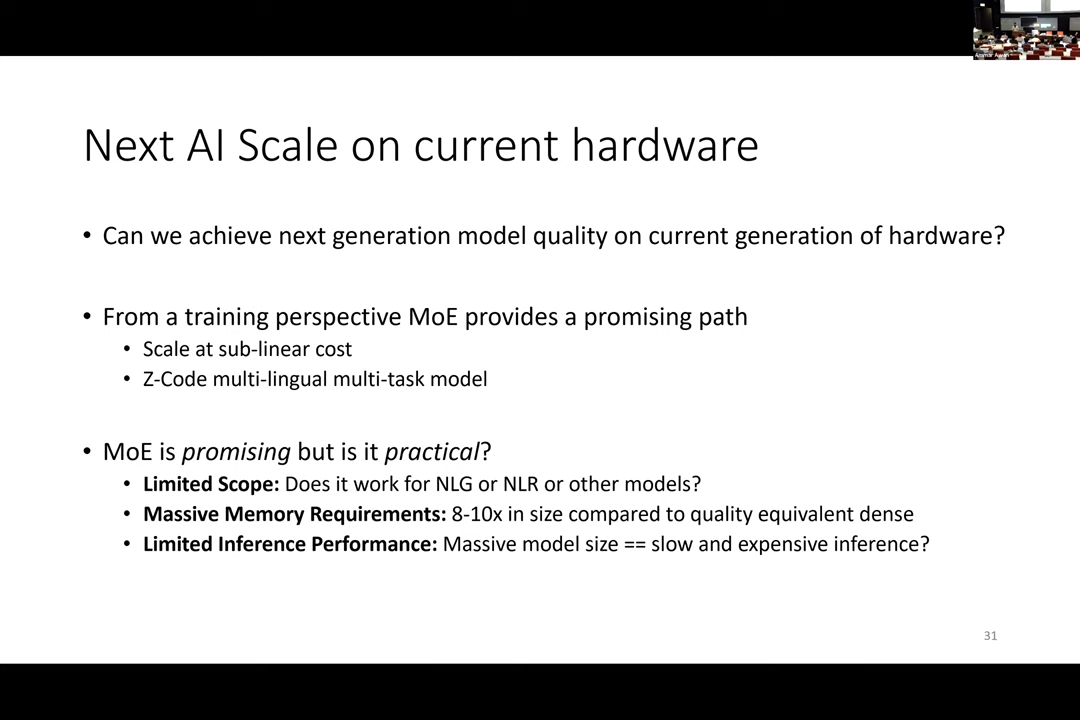 Ammar Awan
Next AI Scale on current hardware
• Can we achieve next generation model quality on current generation of hardware?
• From a training perspective MoE provides a promising path
• Scale at sub-linear cost
• Z-Code multi-lingual multi-task model
• MoE is promising but is it practical?
• Limited Scope: Does it work for NLG or NLR or other models?
• Massive Memory Requirements: 8-10x in size compared to quality equivalent dense
• Limited Inference Performance: Massive model size == slow and expensive inference?
31